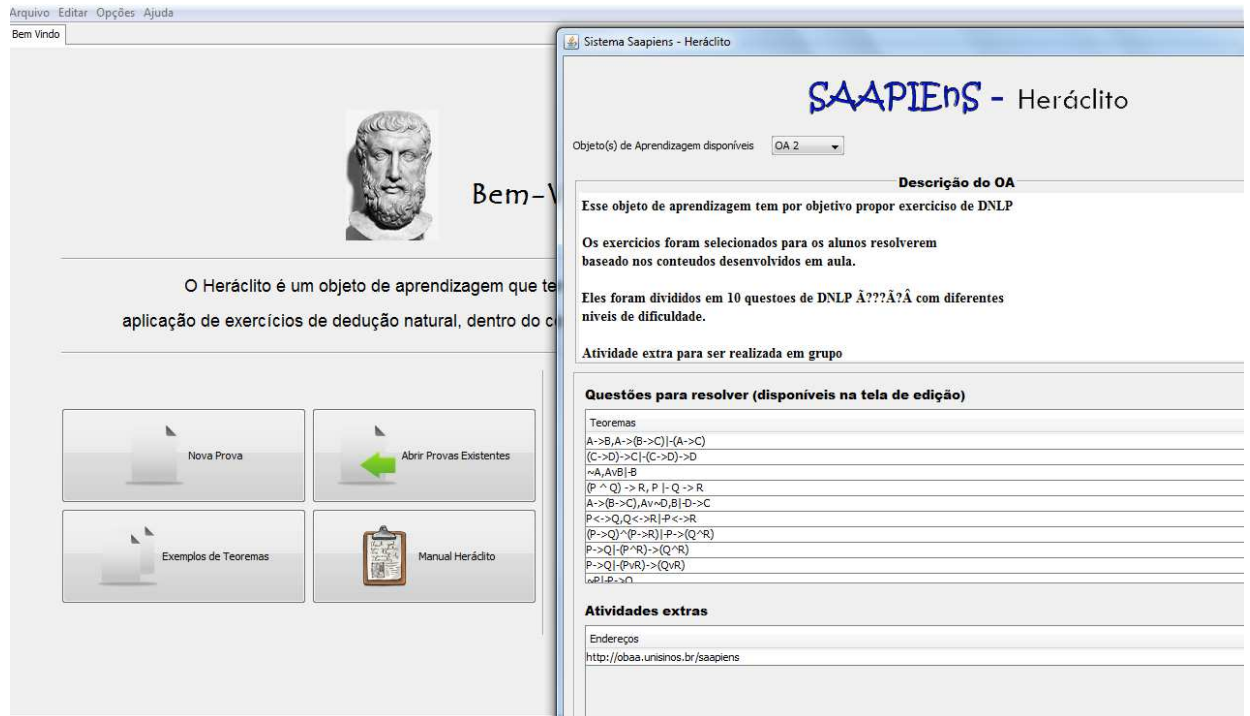 Arquivo Editar Opções Ajuda
Bem Vindo
Bem-V
O Heráclito é um objeto de aprendizagem que te
aplicação de exercícios de dedução natural, dentro do c
Nova Prova
Abrir Provas Existentes
Exemplos de Teoremas
Manual Heráclito
Sistema Saapiens - Heráclito
SAAPIEnS - Heráclito
Objeto(s) de Aprendizagem disponíveis OA 2
Descrição do OA
Esse objeto de aprendizagem tem por objetivo propor exerciciso de DNLP
Os exercicios foram selecionados para os alunos resolverem
baseado nos conteudos desenvolvidos em aula.
Eles foram divididos em 10 questoes de DNLP Ã???Ã?Â com diferentes
niveis de dificuldade.
Atividade extra para ser realizada em grupo
Questões para resolver (disponíveis na tela de edição)
Teoremas
A->B,A->(B->C)|-(A->C)
(C->D)->C|-(C->D)->D
~A,AvB|-B
(P ^ Q) -> R, P |- Q -> R
A->(B->C),Av~D,B|-D->C
P<->Q,Q<->R|-P<->R
(P->Q)^(P->R)|-P->(Q^R)
P->Q|-(P^R)->(Q^R)
P->Q|-(PvR)->(QvR)
~P|-P->Q
Atividades extras
Endereços
http://obaa.unisinos.br/saapiens